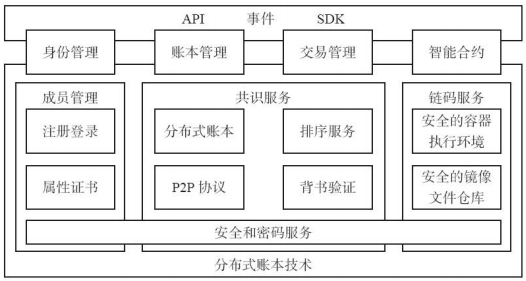 API 事件 SDK
身份管理 账本管理 交易管理 智能合约
成员管理 共识服务 链码服务
注册登录 分布式账本 排序服务 安全的容器
执行环境
属性证书 P2P 协议 背书验证 安全的镜像
文件仓库
安全和密码服务
分布式账本技术